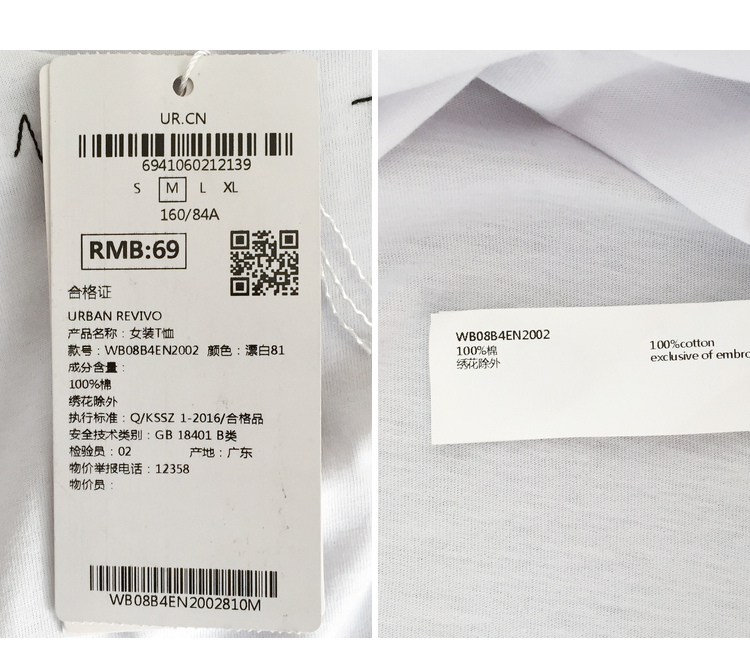 UR.CN
6941060212139
S M L XL
160/84A
RMB:69
合格证
URBAN REVIVO
产品名称：女装T恤
款号：WB08B4EN2002 颜色：漂白81
成分含量：
100%棉
绣花除外
执行标准：Q/KSSZ 1-2016/合格品
安全技术类别：GB 18401 B类
检验员：02 产地：广东
物价举报电话：12358
物价员：
WB08B4EN2002810M
WB08B4EN2002
100%棉
绣花除外
100%cotton
exclusive of embro